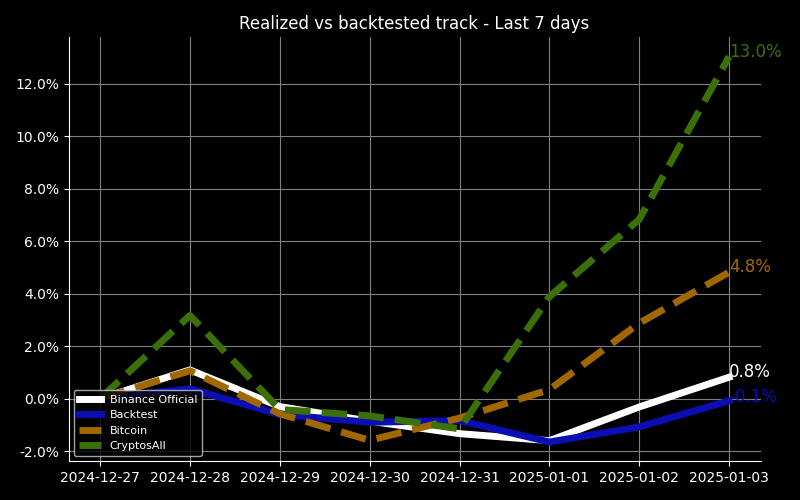 Realized vs backtested track - Last 7 days
13.0%
12.0%
10.0%
8.0%
6.0%
4.8%
4.0%
2.0%
0.8%
0.0%
-0.1%
-2.0%
Binance Official
Backtest
Bitcoin
CryptosAll
2024-12-27 2024-12-28 2024-12-29 2024-12-30 2024-12-31 2025-01-01 2025-01-02 2025-01-03